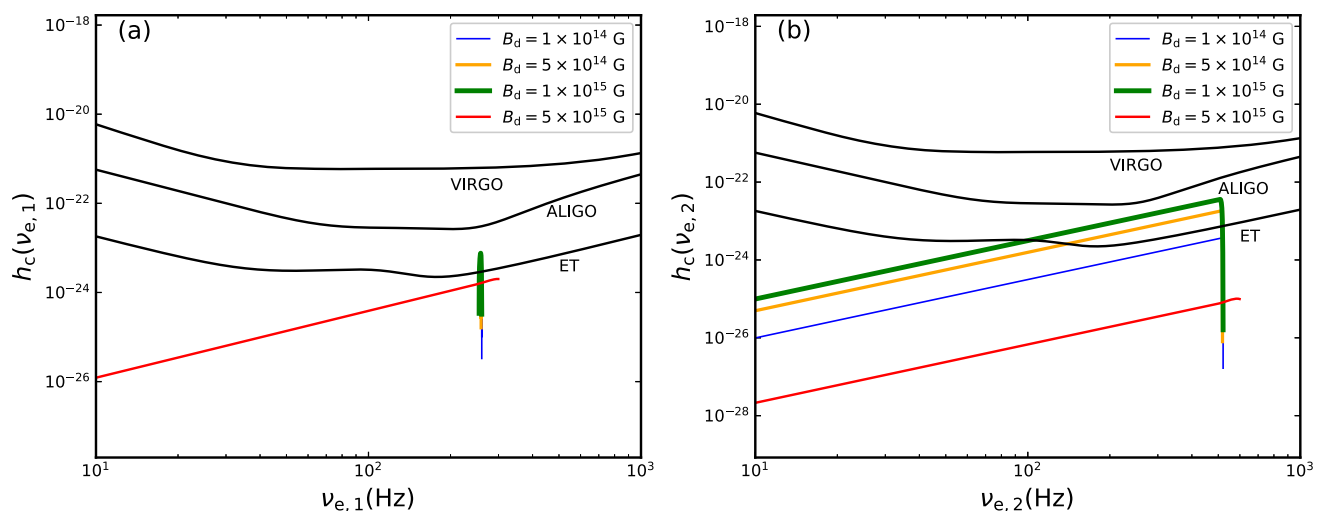 (a)
B_d = 1 × 10^14 G
B_d = 5 × 10^14 G
B_d = 1 × 10^15 G
B_d = 5 × 10^15 G
10^−18
10^−20
10^−22
10^−24
10^−26
h_c(ν_e,1)
VIRGO
ALIGO
ET
10^1
10^2
10^3
ν_e,1(Hz)
(b)
B_d = 1 × 10^14 G
B_d = 5 × 10^14 G
B_d = 1 × 10^15 G
B_d = 5 × 10^15 G
10^−18
10^−20
10^−22
10^−24
10^−26
10^−28
h_c(ν_e,2)
VIRGO
ALIGO
ET
10^1
10^2
10^3
ν_e,2(Hz)